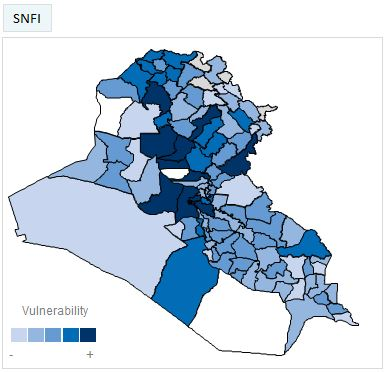 SNFI
Vulnerability
- +